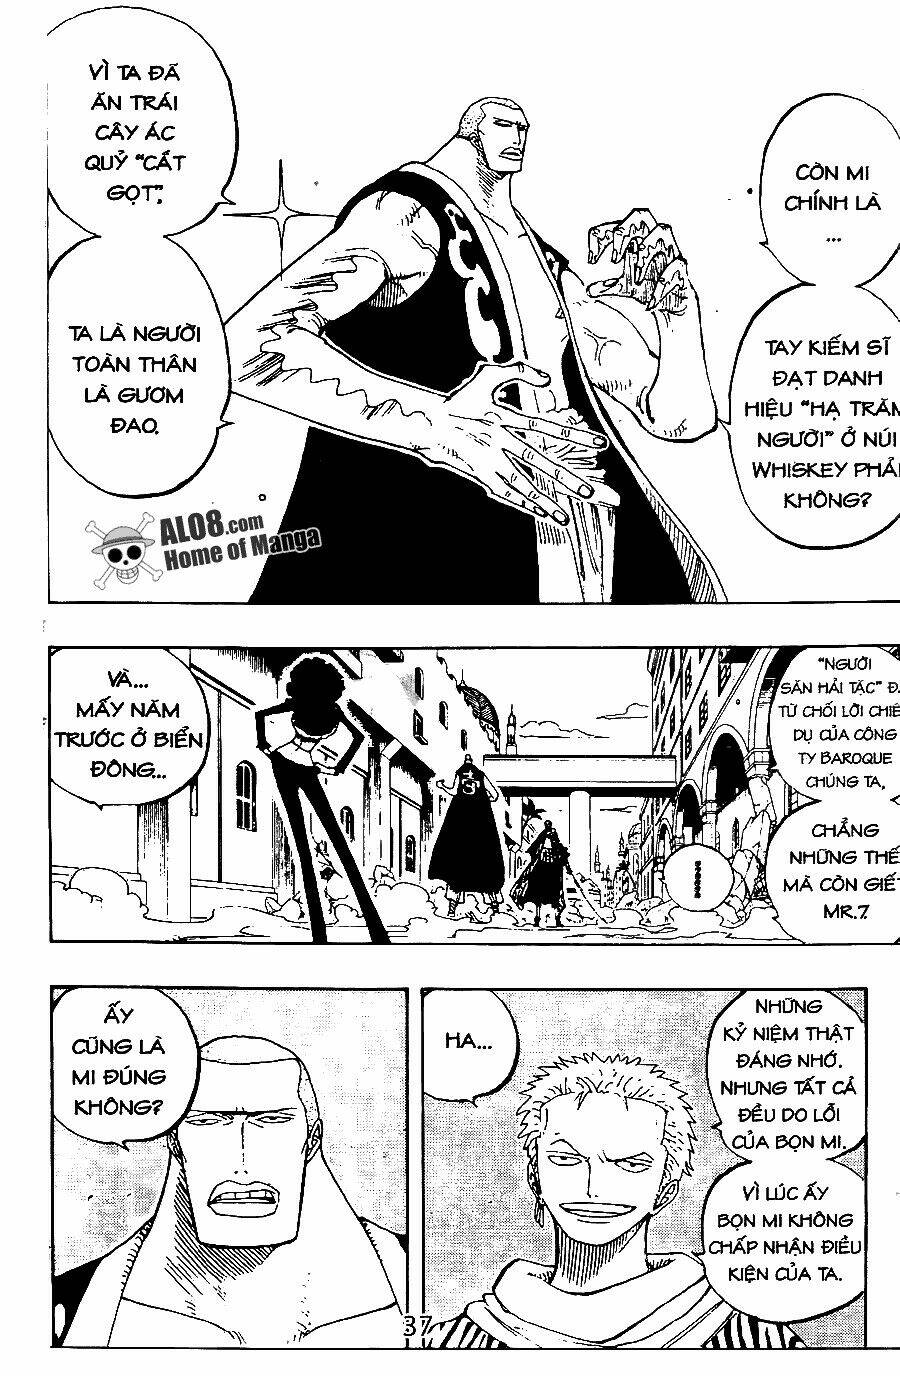 VÌ TA ĐÃ
ĂN TRÁI
CÂY ÁC
QUỶ "CẮT
GỌT",
TA LÀ NGƯỜI
TOÀN THÂN
LÀ GƯƠM
ĐAO.
CÒN MI
CHÍNH LÀ
...
TAY KIẾM SĨ
ĐẠT DANH
HIỆU "HẠ TRĂM
NGƯỜI" Ở NÚI
WHISKEY PHẢI
KHÔNG?
ALO8.com
Home of Manga
"NGƯỜI
SĂN HẢI TẶC" Đ
TỪ CHỐI LỜI CHIÊ
DỤ CỦA CÔNG
TY BAROQUE
CHÚNG TA,
CHẲNG
NHỮNG THẾ
MÀ CÒN GIẾT
MR.7.
VÀ...
MẤY NĂM
TRƯỚC Ở BIỂN
ĐÔNG...
ẤY
CŨNG LÀ
MI ĐÚNG
KHÔNG?
HA...
NHỮNG
KỶ NIỆM THẬT
ĐÁNG NHỚ.
NHƯNG TẤT CẢ
ĐỀU DO LỖI
CỦA BỌN MI.
VÌ LÚC ẤY
BỌN MI KHÔNG
CHẤP NHẬN ĐIỀU
KIỆN CỦA TA.
37